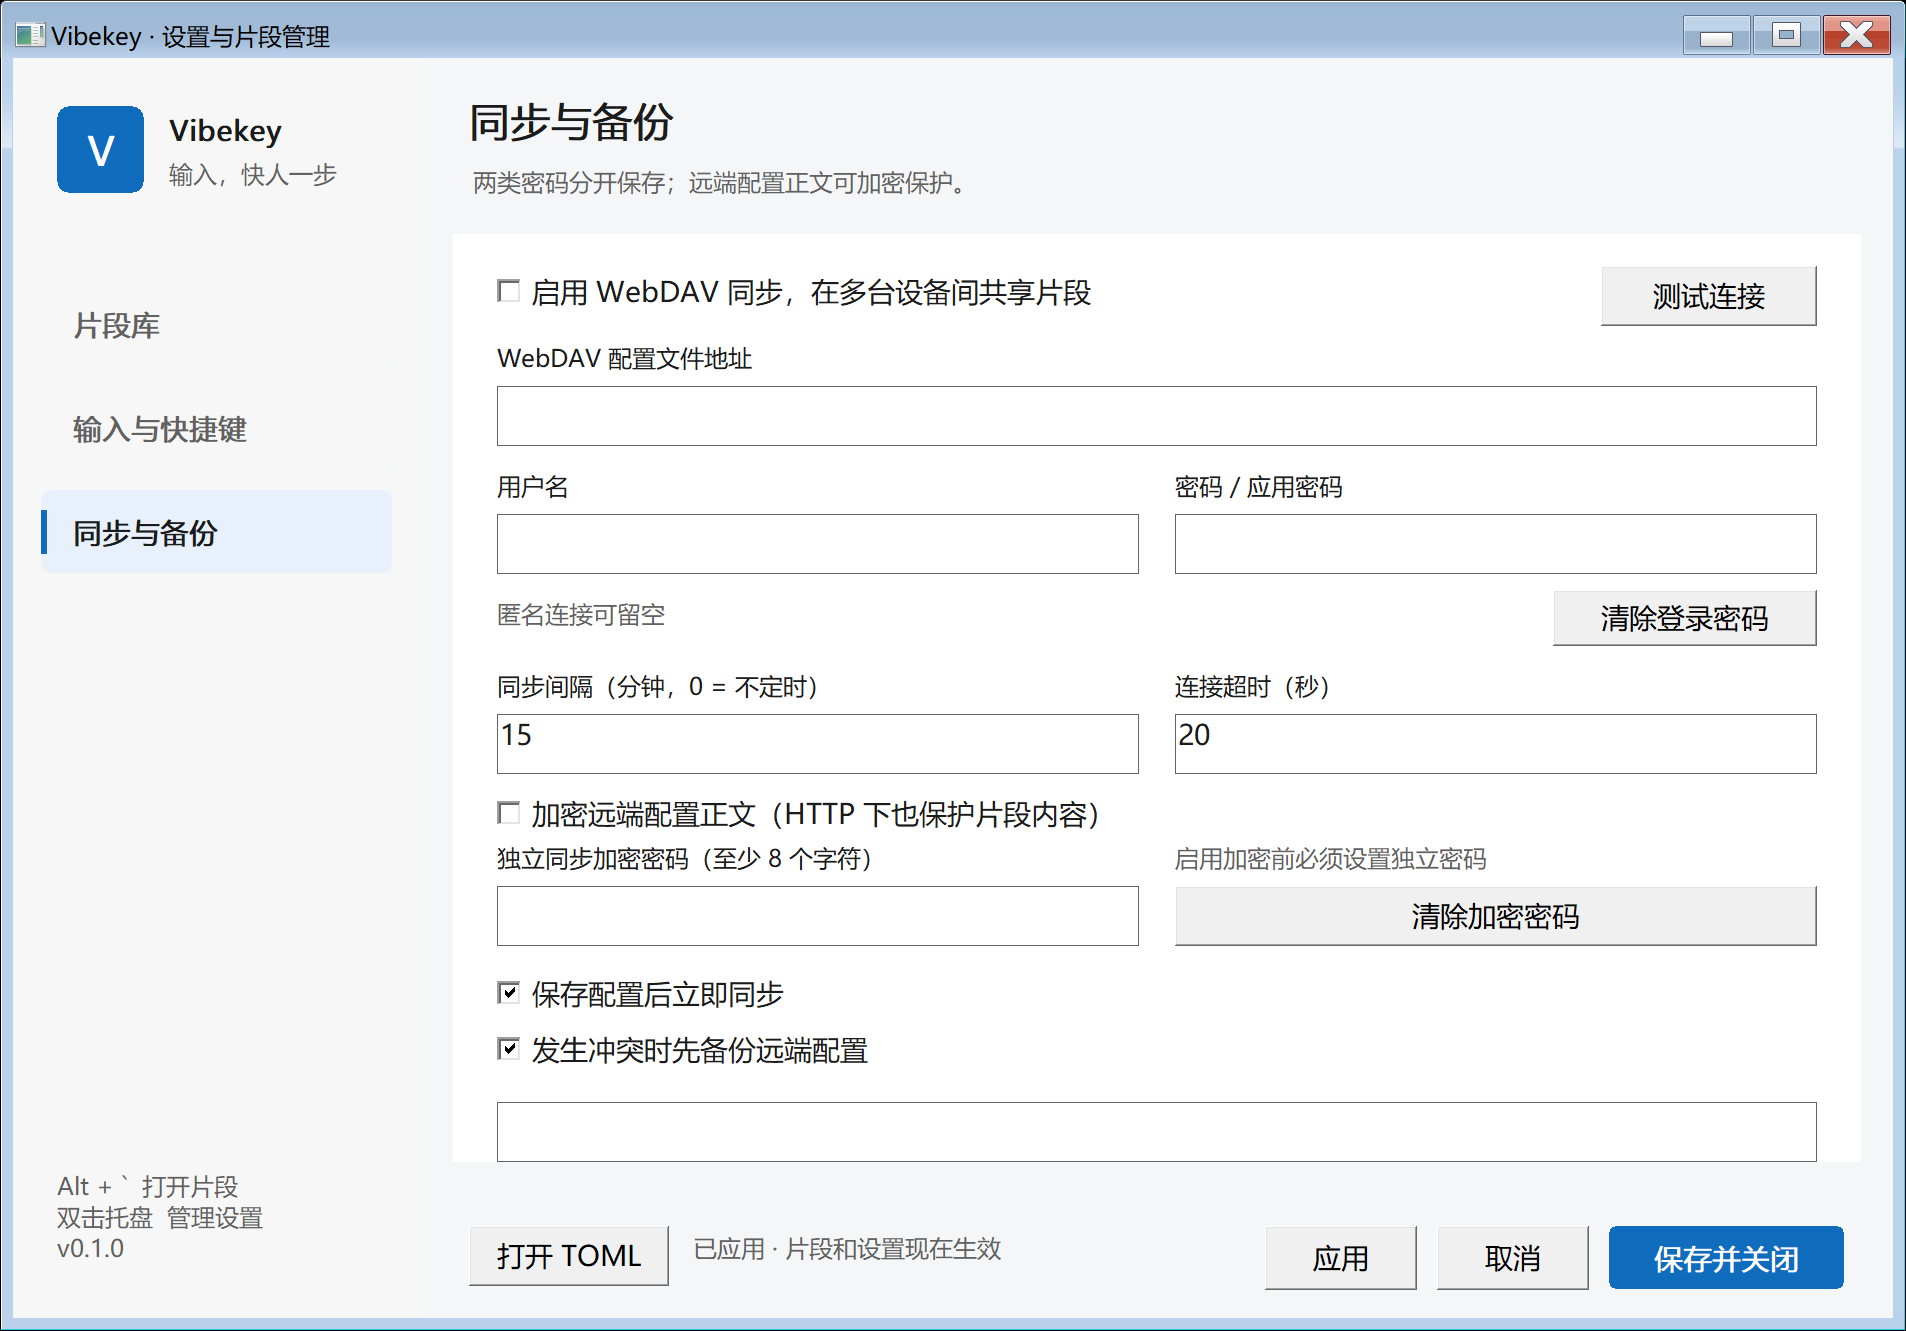 Vibekey · 设置与片段管理
V
Vibekey
输入，快人一步
片段库
输入与快捷键
同步与备份
Alt + ` 打开片段
双击托盘 管理设置
v0.1.0
同步与备份
两类密码分开保存；远端配置正文可加密保护。
启用 WebDAV 同步，在多台设备间共享片段
测试连接
WebDAV 配置文件地址
用户名
密码 / 应用密码
匿名连接可留空
清除登录密码
同步间隔（分钟，0 = 不定时）
连接超时（秒）
15
20
加密远端配置正文（HTTP 下也保护片段内容）
独立同步加密密码（至少 8 个字符）
启用加密前必须设置独立密码
清除加密密码
保存配置后立即同步
发生冲突时先备份远端配置
打开 TOML
已应用 · 片段和设置现在生效
应用
取消
保存并关闭